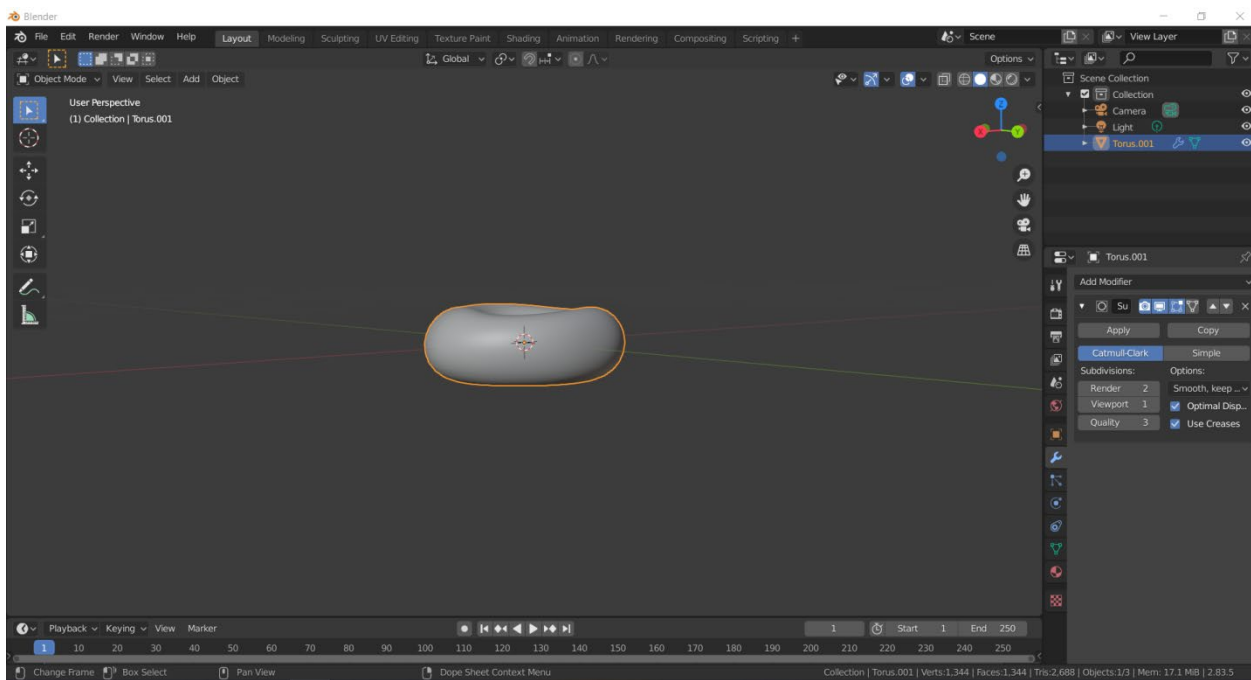 Blender
File Edit Render Window Help Layout Modeling Sculpting UV Editing Texture Paint Shading Animation Rendering Compositing Scripting + Scene View Layer
Global Options
Object Mode View Select Add Object
User Perspective
(1) Collection | Torus.001
Z
X Y
Scene Collection
Collection
Camera
Light
Torus.001
Torus.001
Add Modifier
Su
Apply Copy
Catmull-Clark Simple
Subdivisions: Options:
Render 2 Smooth, keep ...
Viewport 1 Optimal Disp...
Quality 3 Use Creases
Playback Keying View Marker 1 Start 1 End 250
1 10 20 30 40 50 60 70 80 90 100 110 120 130 140 150 160 170 180 190 200 210 220 230 240 250
Change Frame Box Select Pan View Dope Sheet Context Menu Collection | Torus.001 | Verts:1,344 | Faces:1,344 | Tris:2,688 | Objects:1/3 | Mem: 17.1 MiB | 2.83.5